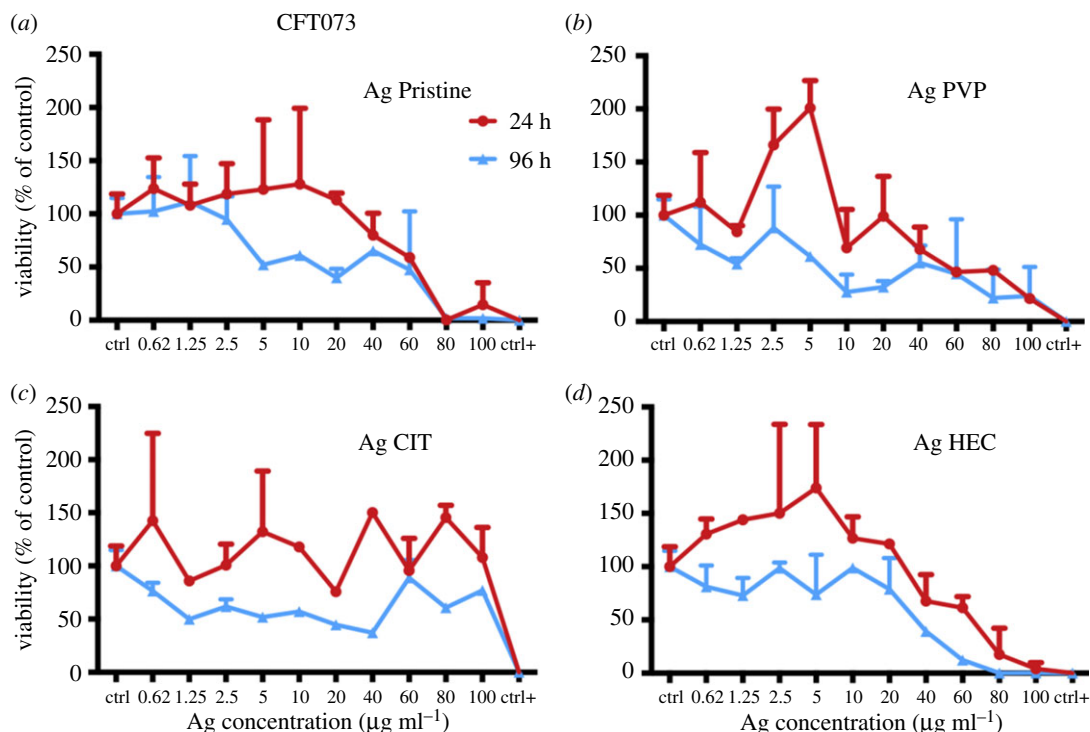 (a) CFT073
viability (% of control)
250
200
150
100
50
0
Ag Pristine
24 h
96 h
ctrl 0.62 1.25 2.5 5 10 20 40 60 80 100 ctrl+
(b)
250
200
150
100
50
0
Ag PVP
ctrl 0.62 1.25 2.5 5 10 20 40 60 80 100 ctrl+
(c)
viability (% of control)
250
200
150
100
50
0
Ag CIT
ctrl 0.62 1.25 2.5 5 10 20 40 60 80 100 ctrl+
Ag concentration (µg ml⁻¹)
(d)
250
200
150
100
50
0
Ag HEC
ctrl 0.62 1.25 2.5 5 10 20 40 60 80 100 ctrl+
Ag concentration (µg ml⁻¹)